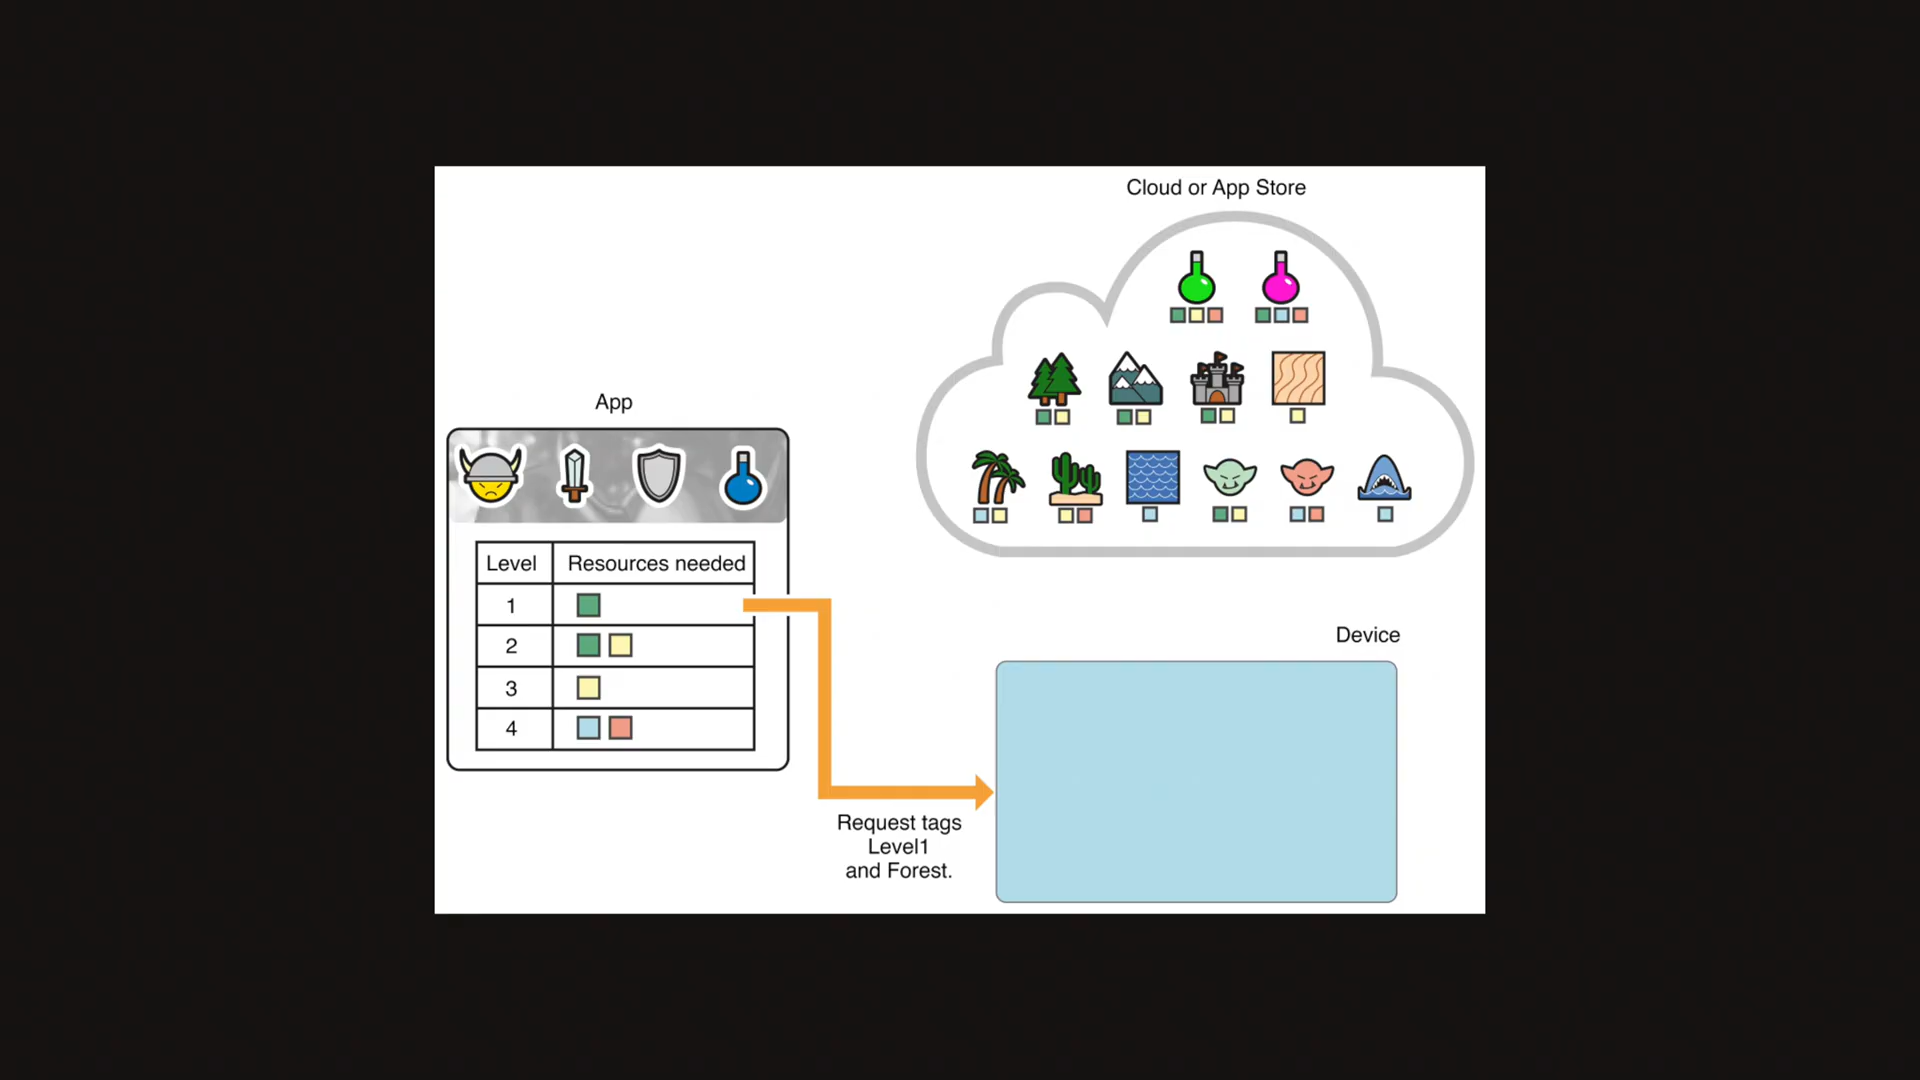 Cloud or App Store
App
Level Resources needed
1
2
3
4
Device
Request tags
Level1
and Forest.